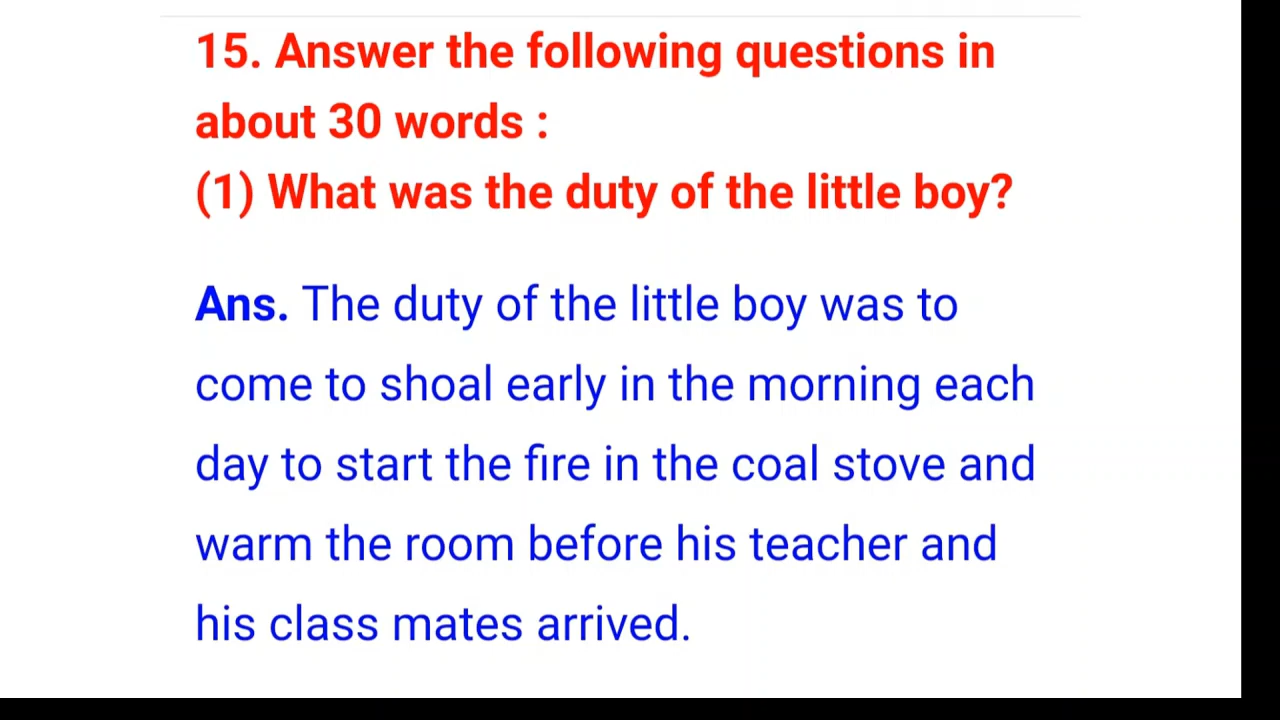 15. Answer the following questions in
about 30 words :
(1) What was the duty of the little boy?
Ans. The duty of the little boy was to
come to shoal early in the morning each
day to start the fire in the coal stove and
warm the room before his teacher and
his class mates arrived.